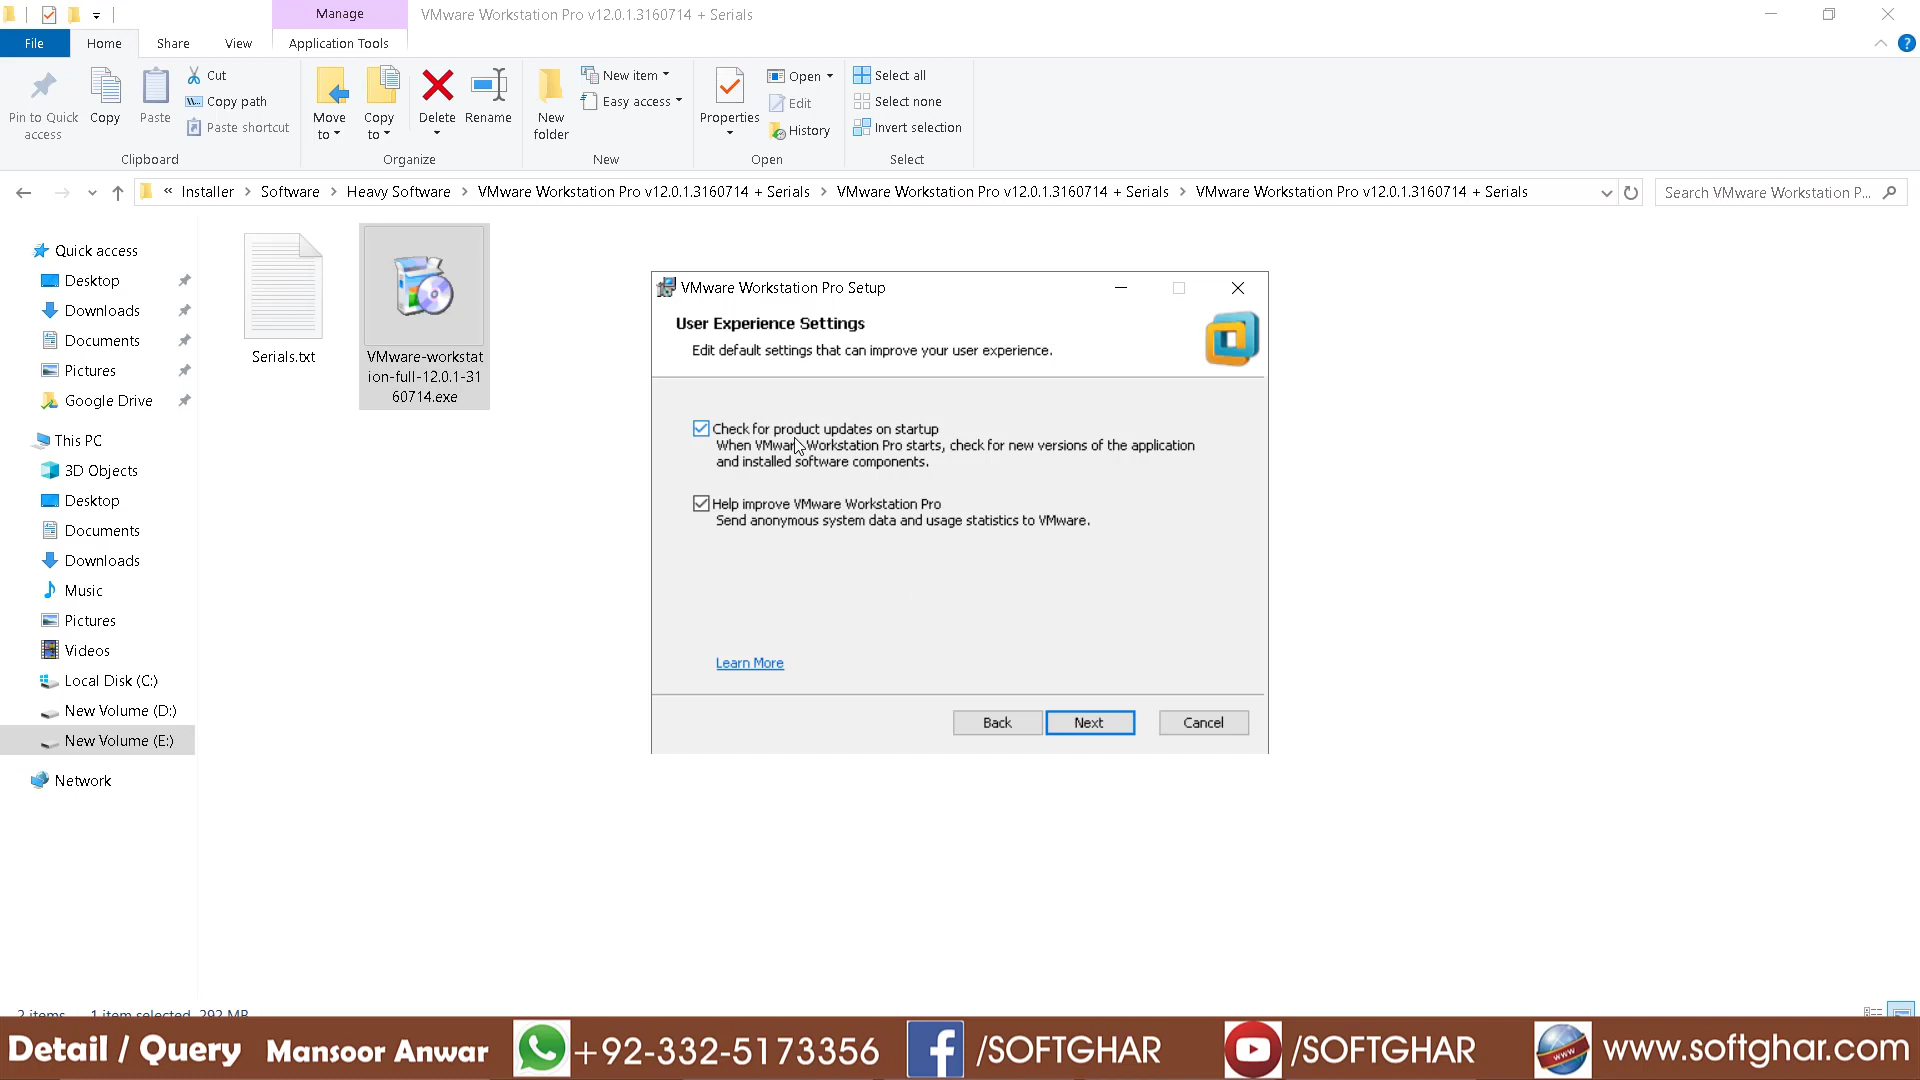 Manage
VMware Workstation Pro v12.0.1.3160714 + Serials
File
Home
Share
View
Application Tools
Pin to Quick access
Copy
Paste
Cut
Copy path
Paste shortcut
Clipboard
Move to
Copy to
Delete
Rename
Organize
New folder
New item
Easy access
New
Properties
Open
Edit
History
Open
Select all
Select none
Invert selection
Select
« Installer > Software > Heavy Software > VMware Workstation Pro v12.0.1.3160714 + Serials > VMware Workstation Pro v12.0.1.3160714 + Serials > VMware Workstation Pro v12.0.1.3160714 + Serials
Search VMware Workstation P...
Quick access
Desktop
Downloads
Documents
Pictures
Google Drive
This PC
3D Objects
Desktop
Documents
Downloads
Music
Pictures
Videos
Local Disk (C:)
New Volume (D:)
New Volume (E:)
Network
Serials.txt
VMware-workstat
ion-full-12.0.1-31
60714.exe
VMware Workstation Pro Setup
User Experience Settings
Edit default settings that can improve your user experience.
Check for product updates on startup
When VMware Workstation Pro starts, check for new versions of the application
and installed software components.
Help improve VMware Workstation Pro
Send anonymous system data and usage statistics to VMware.
Learn More
Back
Next
Cancel
2 items
1 item selected 292 MB
Detail / Query Mansoor Anwar +92-332-5173356 /SOFTGHAR /SOFTGHAR www.softghar.com